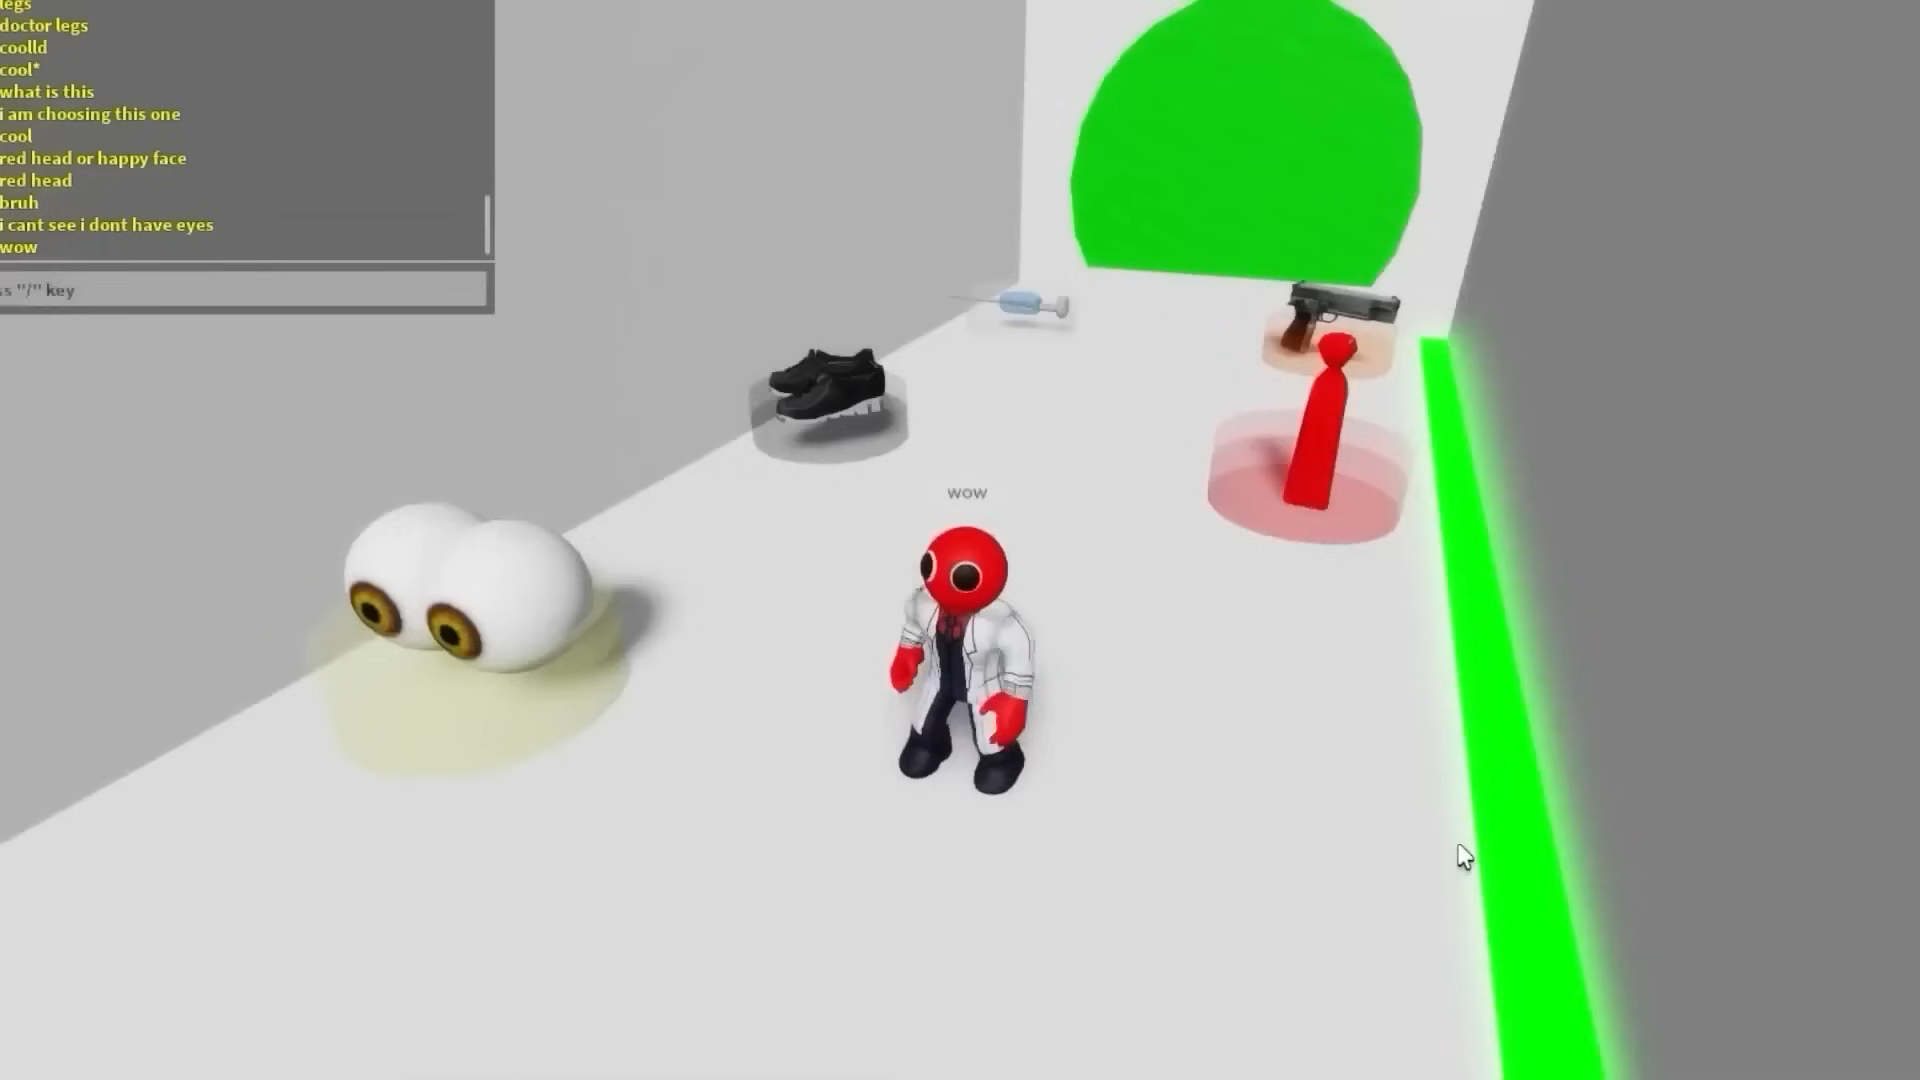 legs
doctor legs
coolld
cool*
what is this
i am choosing this one
cool
red head or happy face
red head
bruh
i cant see i dont have eyes
wow
"/" key
wow